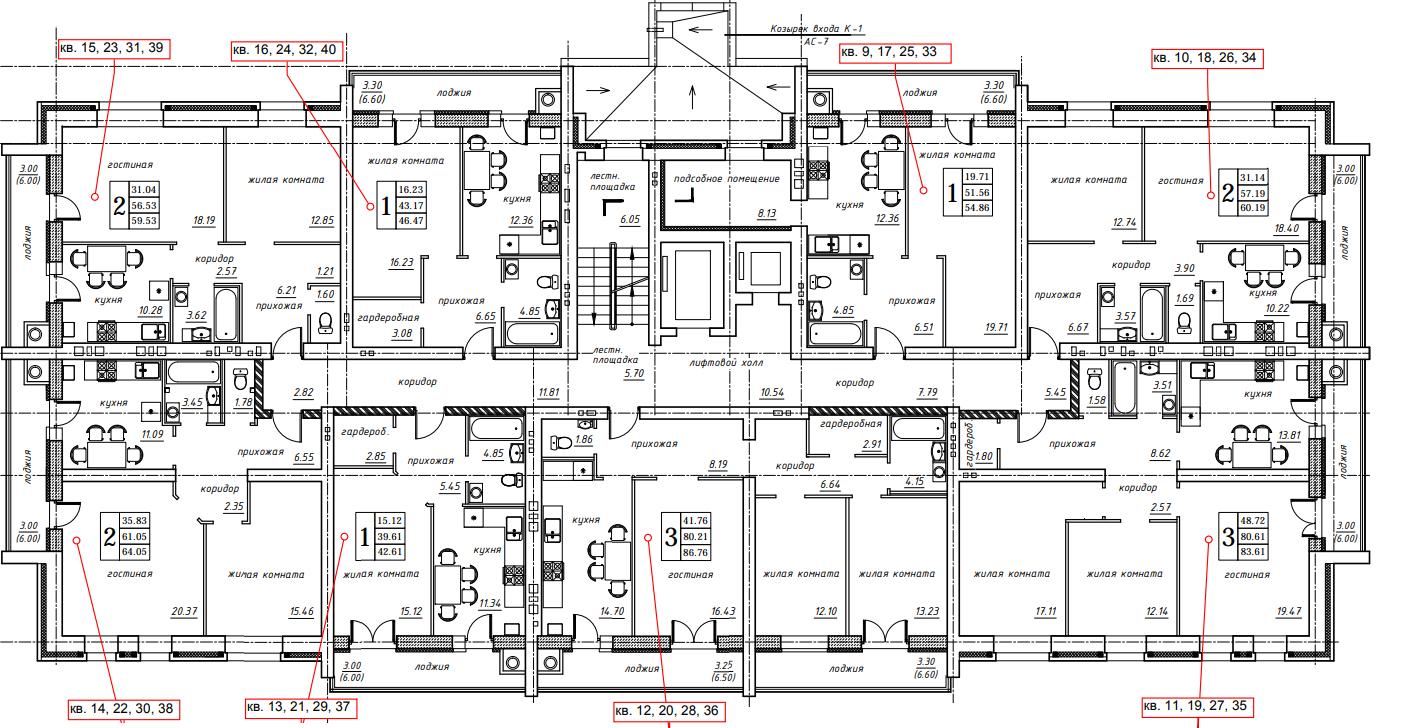 Козырек входа К-1
АС-7
кв. 15, 23, 31, 39
кв. 16, 24, 32, 40
кв. 9, 17, 25, 33
кв. 10, 18, 26, 34
3.30
(6.60)
лоджия
лоджия
3.30
(6.60)
гостиная
3.00
(6.00)
2
31.04
56.53
59.53
18.19
жилая комната
12.85
лоджия
коридор
2.57
кухня
10.28
3.62
6.21
прихожая
1.21
1.60
жилая комната
1
16.23
43.17
46.47
16.23
кухня
12.36
гардеробная
3.08
прихожая
6.65
4.85
лестн.
площадка
6.05
подсобное помещение
8.13
кухня
12.36
жилая комната
1
19.71
51.56
54.86
4.85
прихожая
6.51
19.71
жилая комната
12.74
гостиная
2
31.14
57.19
60.19
18.40
3.00
(6.00)
лоджия
коридор
3.90
прихожая
6.67
3.57
1.69
кухня
10.22
лестн.
площадка
5.70
лифтовой холл
10.54
коридор
11.81
коридор
7.79
2.82
5.45
кухня
11.09
3.45
1.78
прихожая
6.55
лоджия
коридор
2.35
3.00
(6.00)
2
35.83
61.05
64.05
гостиная
20.37
жилая комната
15.46
гардероб.
2.85
прихожая
5.45
4.85
1
15.12
39.61
42.61
жилая комната
15.12
кухня
11.34
3.00
(6.00)
лоджия
1.86
прихожая
8.19
кухня
14.70
3
41.76
80.21
86.76
гостиная
16.43
лоджия
3.25
(6.50)
гардеробная
2.91
коридор
6.64
4.15
жилая комната
12.10
жилая комната
13.23
лоджия
3.30
(6.60)
гардероб.
1.80
прихожая
8.62
1.58
3.51
кухня
13.81
лоджия
коридор
2.57
жилая комната
17.11
жилая комната
12.14
3
48.72
80.61
83.61
гостиная
19.47
3.00
(6.00)
кв. 14, 22, 30, 38
кв. 13, 21, 29, 37
кв. 12, 20, 28, 36
кв. 11, 19, 27, 35